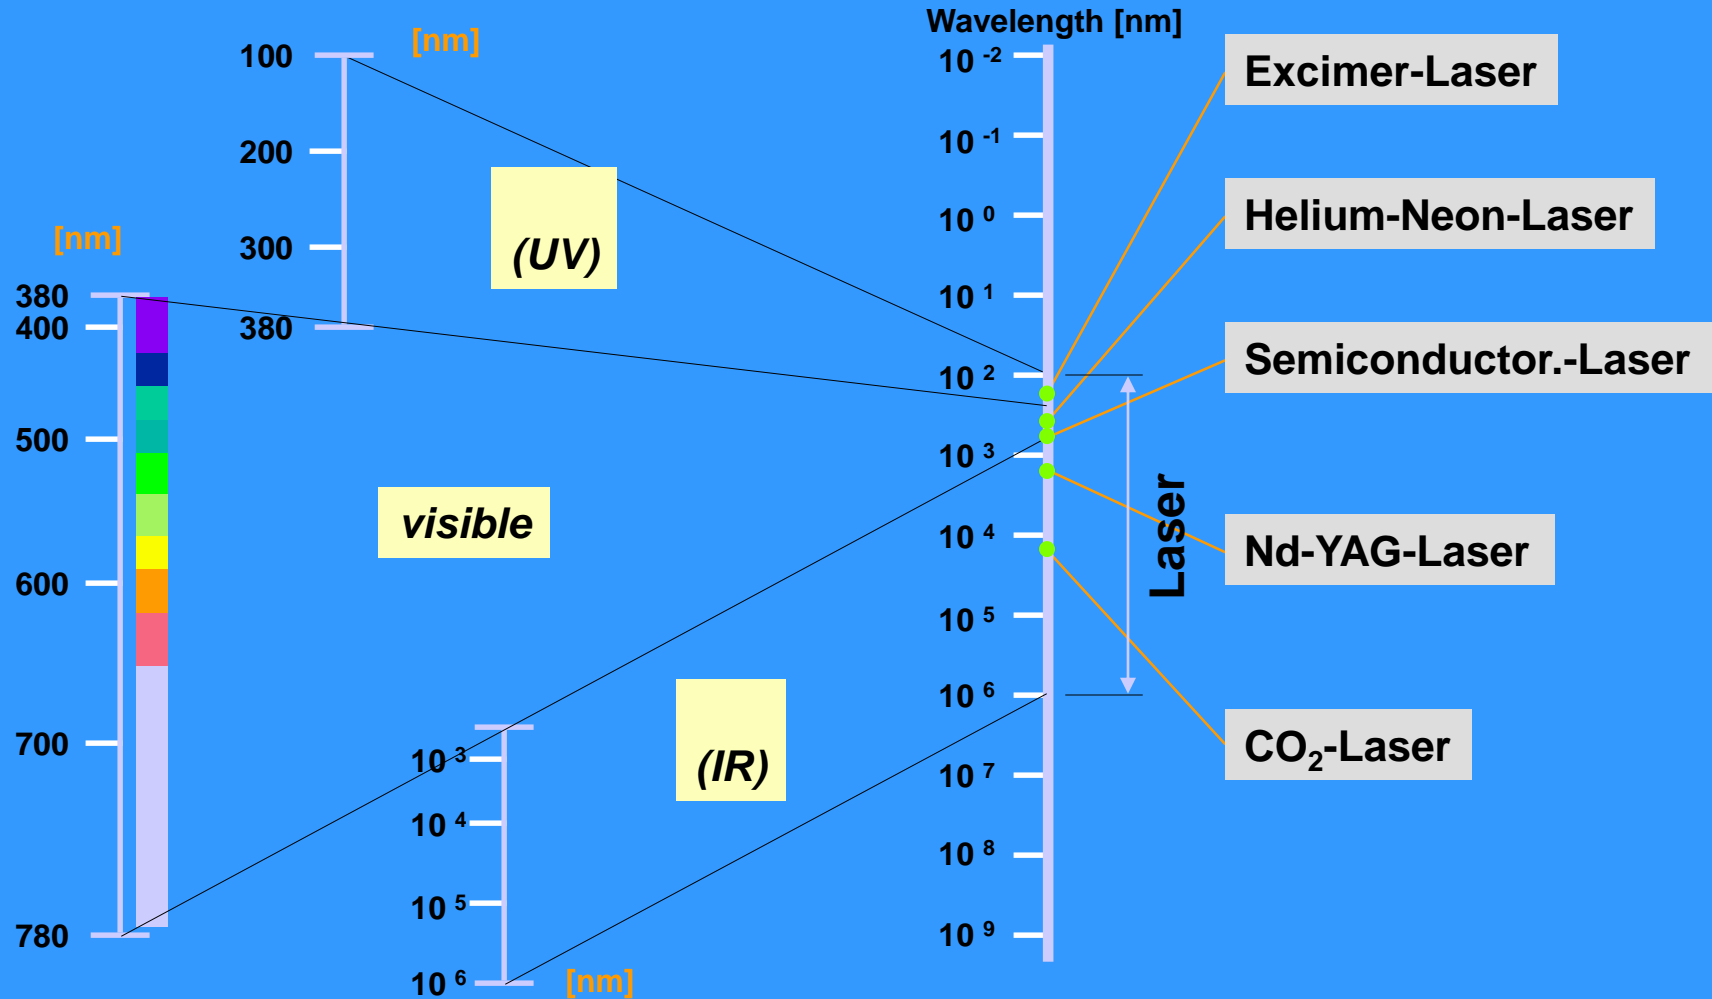 Wavelength [nm]
[nm]
100
200
300
380
(UV)
[nm]
380
400
500
600
700
780
visible
10 3
10 4
10 5
10 6
[nm]
(IR)
10 -2
10 -1
10 0
10 1
10 2
10 3
10 4
10 5
10 6
10 7
10 8
10 9
Laser
Excimer-Laser
Helium-Neon-Laser
Semiconductor.-Laser
Nd-YAG-Laser
CO2-Laser